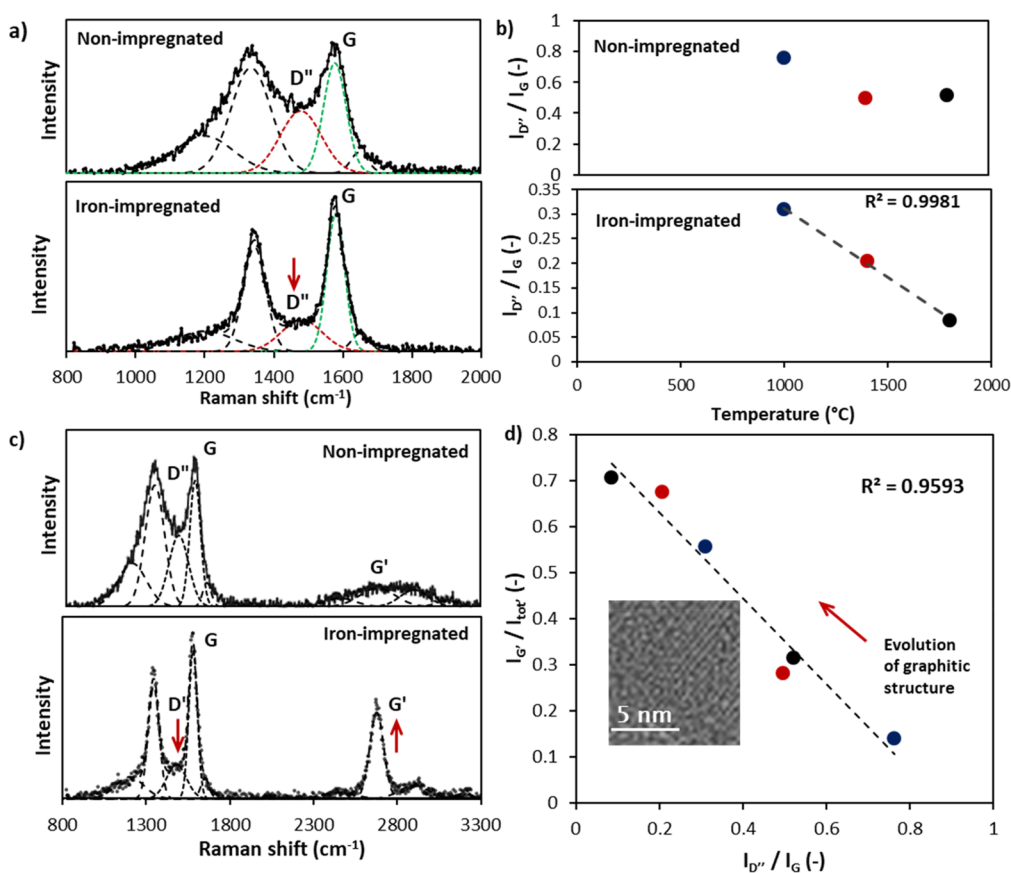 a)
Non-impregnated
D"
G
Intensity
Iron-impregnated
D"
G
Intensity
800 1000 1200 1400 1600 1800 2000
Raman shift (cm⁻¹)
b)
1
0.8
0.6
0.4
0.2
0
Non-impregnated
I_D'' / I_G (-)
0.35
0.3
0.25
0.2
0.15
0.1
0.05
0
Iron-impregnated
R² = 0.9981
I_D'' / I_G (-)
0 500 1000 1500 2000
Temperature (°C)
c)
Non-impregnated
D"
G
G'
Intensity
Iron-impregnated
D'
G
G'
Intensity
800 1300 1800 2300 2800 3300
Raman shift (cm⁻¹)
d)
0.8
0.7
0.6
0.5
0.4
0.3
0.2
0.1
0
R² = 0.9593
I_G' / I_tot' (-)
Evolution
of graphitic
structure
5 nm
0 0.2 0.4 0.6 0.8 1
I_D'' / I_G (-)